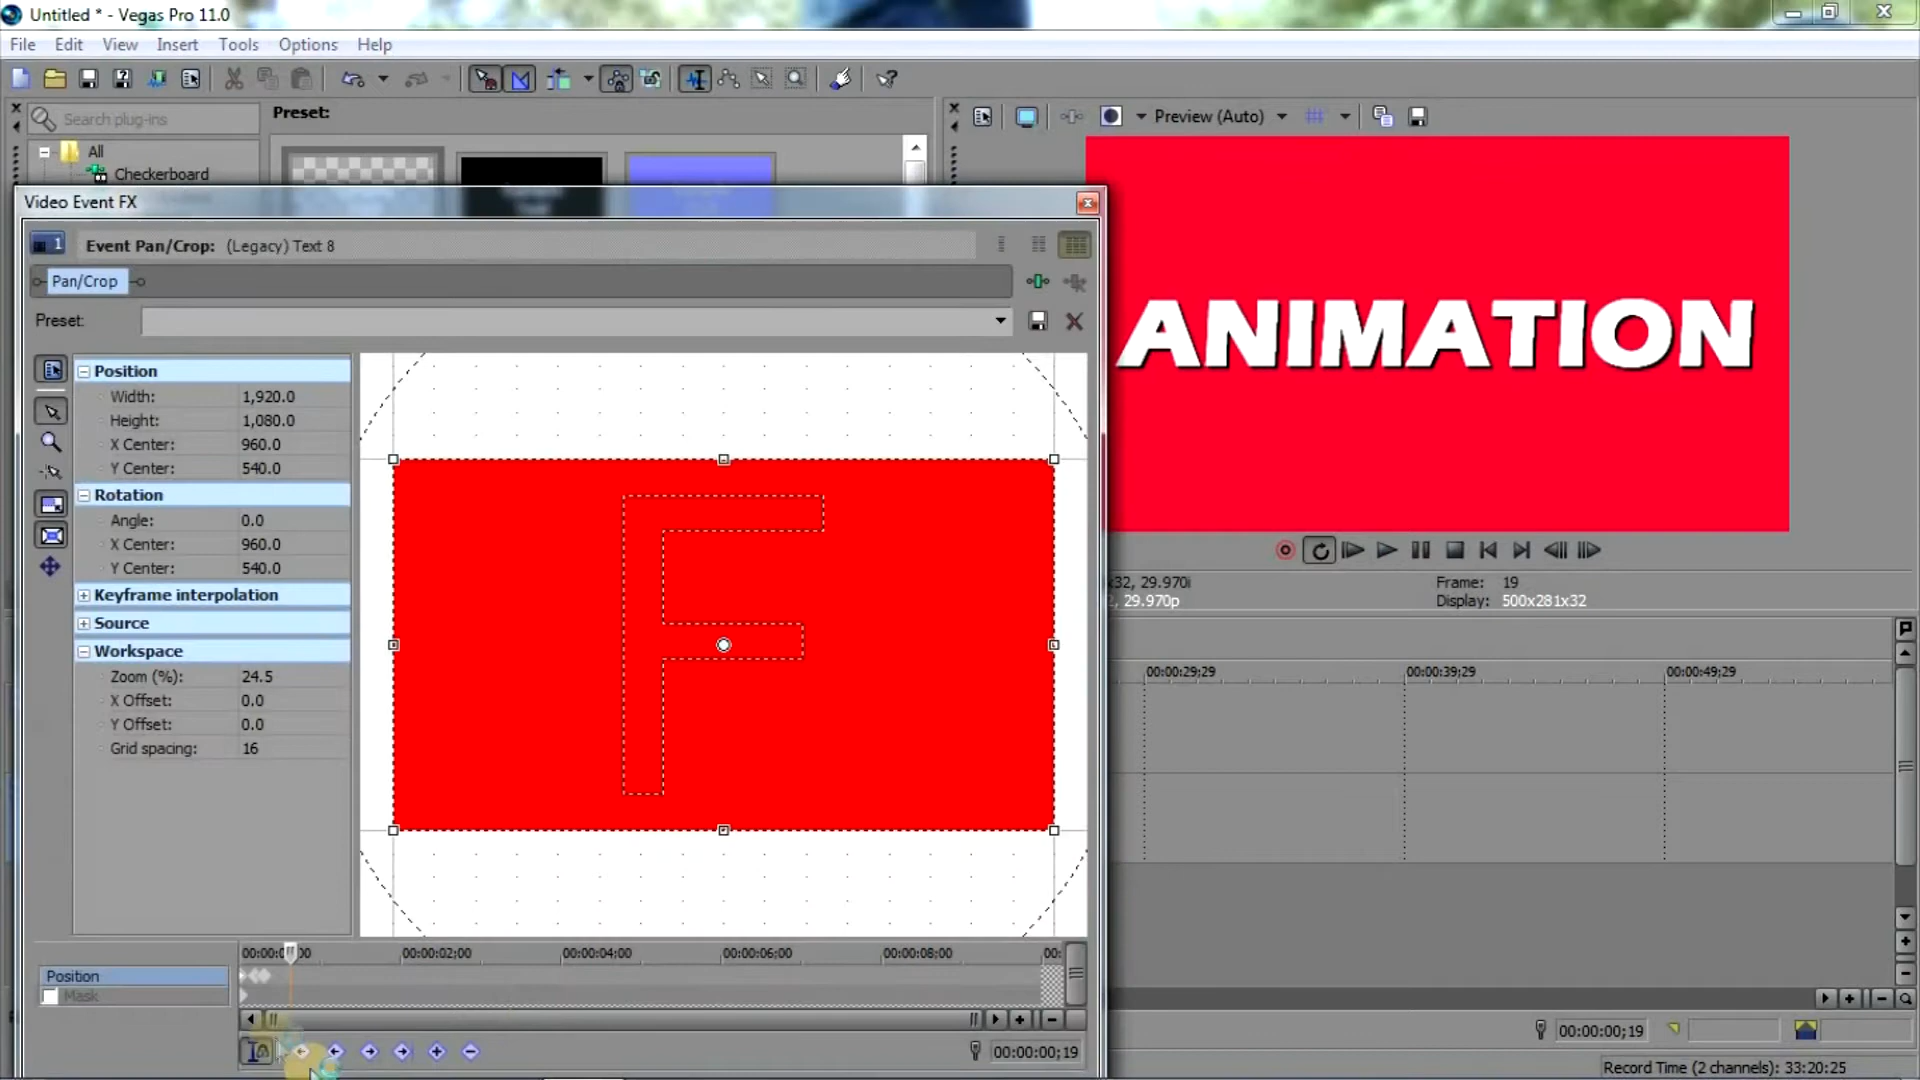 Untitled * - Vegas Pro 11.0
File Edit View Insert Tools Options Help
Search plug-ins
Preset:
All
Checkerboard
Preview (Auto)
Video Event FX
1
Event Pan/Crop: (Legacy) Text 8
Pan/Crop
Preset:
ANIMATION
Position
Width: 1,920.0
Height: 1,080.0
X Center: 960.0
Y Center: 540.0
Rotation
Angle: 0.0
X Center: 960.0
Y Center: 540.0
Keyframe interpolation
Source
Workspace
Zoom (%): 24.5
X Offset: 0.0
Y Offset: 0.0
Grid spacing: 16
F
x32, 29.970i
2, 29.970p
Frame: 19
Display: 500x281x32
00:00:29;29 00:00:39;29 00:00:49;29
00:00:02;00 00:00:04;00 00:00:06;00 00:00:08;00 00:
Position
Mask
00:00:00;19
00:00:00;19
Record Time (2 channels): 33:20:25